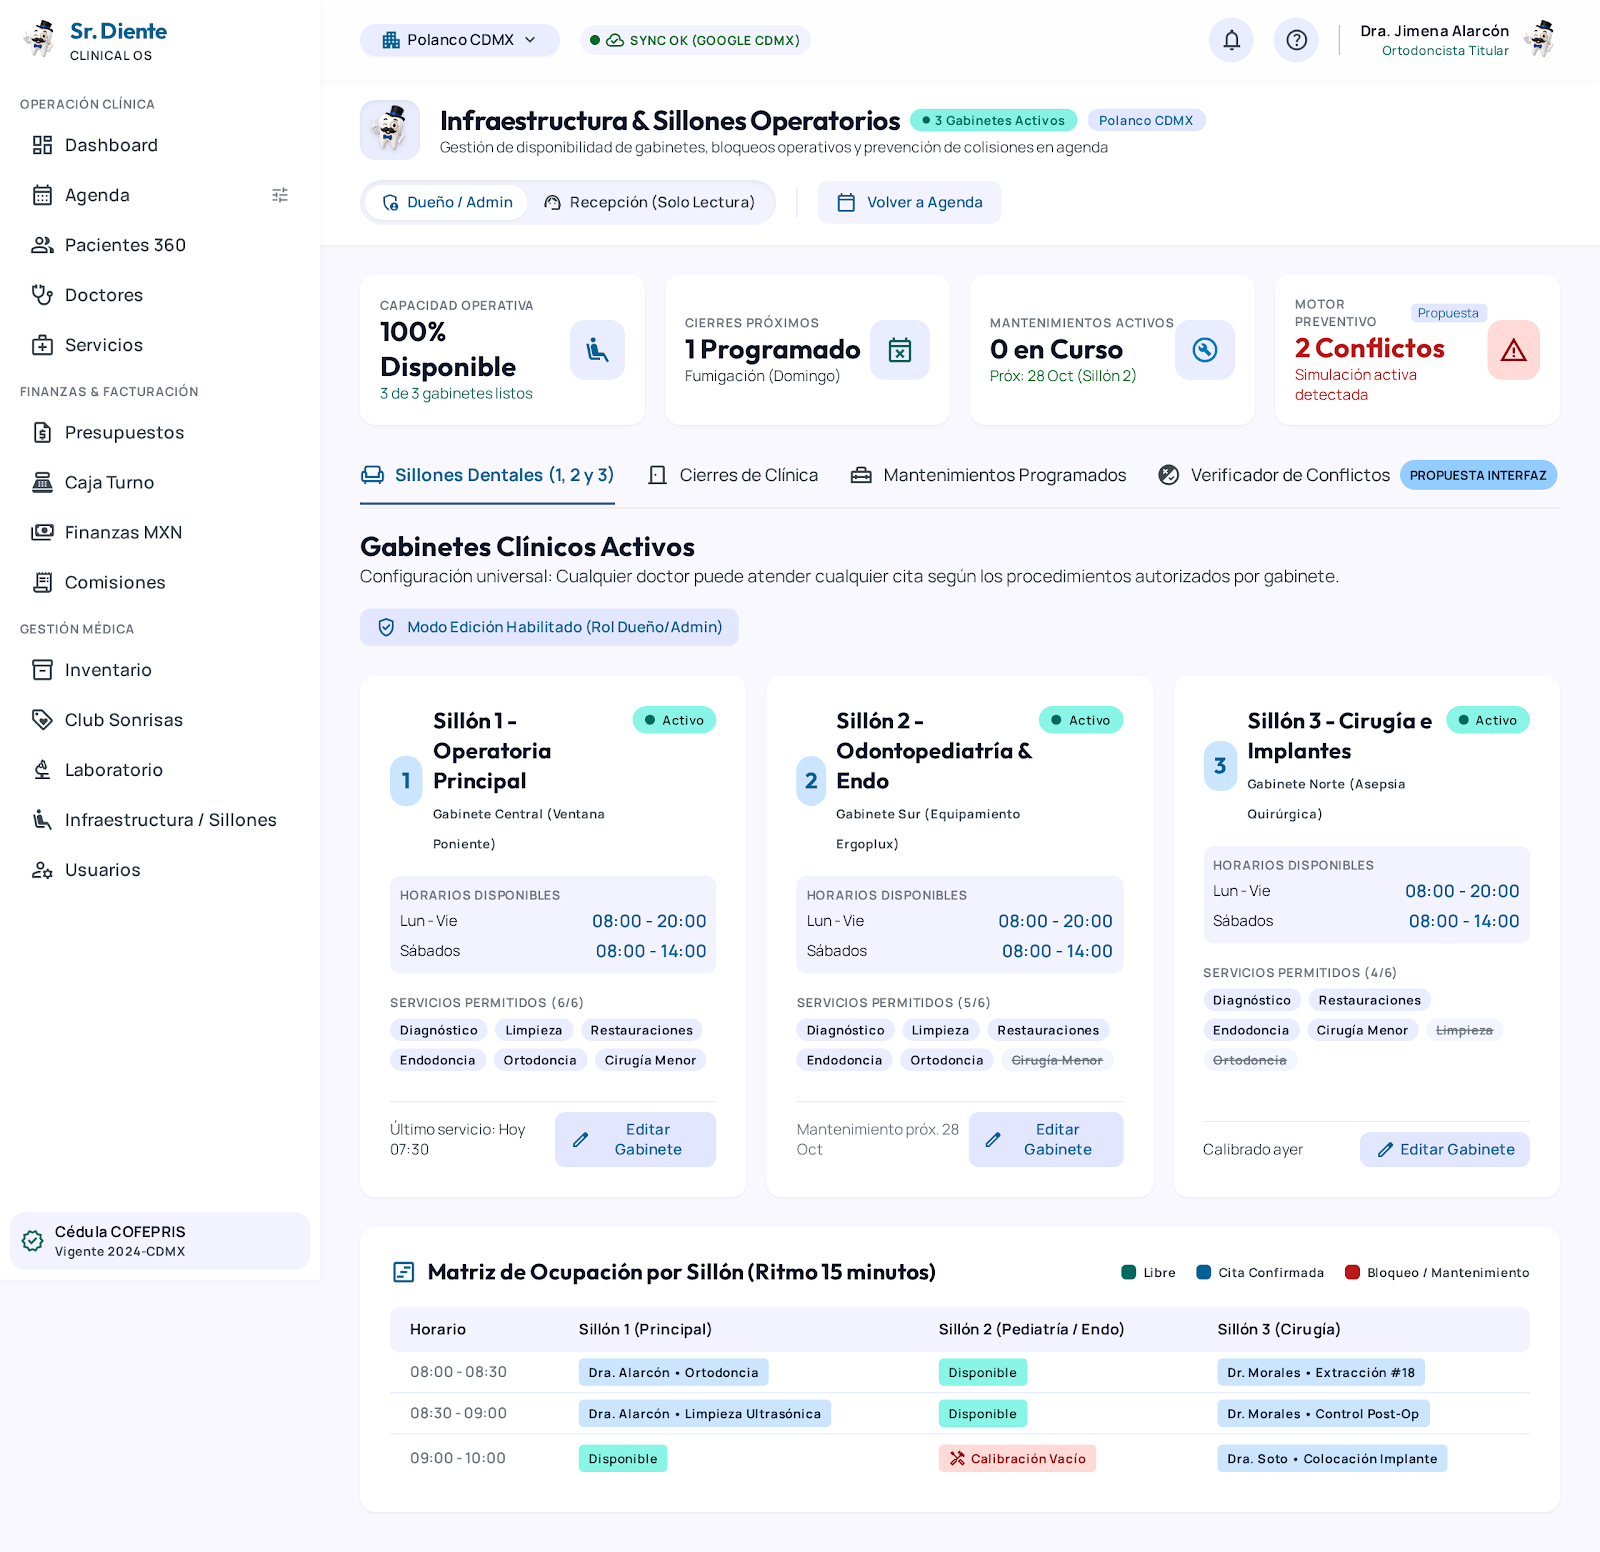 Sr. Diente
CLINICAL OS
OPERACIÓN CLÍNICA
Dashboard
Agenda
Pacientes 360
Doctores
Servicios
FINANZAS & FACTURACIÓN
Presupuestos
Caja Turno
Finanzas MXN
Comisiones
GESTIÓN MÉDICA
Inventario
Club Sonrisas
Laboratorio
Infraestructura / Sillones
Usuarios
Cédula COFEPRIS
Vigente 2024-CDMX
Polanco CDMX
SYNC OK (GOOGLE CDMX)
Dra. Jimena Alarcón
Ortodoncista Titular
Infraestructura & Sillones Operatorios
3 Gabinetes Activos
Polanco CDMX
Gestión de disponibilidad de gabinetes, bloqueos operativos y prevención de colisiones en agenda
Dueño / Admin
Recepción (Solo Lectura)
Volver a Agenda
CAPACIDAD OPERATIVA
100%
Disponible
3 de 3 gabinetes listos
CIERRES PRÓXIMOS
1 Programado
Fumigación (Domingo)
MANTENIMIENTOS ACTIVOS
0 en Curso
Próx: 28 Oct (Sillón 2)
MOTOR
PREVENTIVO
Propuesta
2 Conflictos
Simulación activa
detectada
Sillones Dentales (1, 2 y 3)
Cierres de Clínica
Mantenimientos Programados
Verificador de Conflictos
PROPUESTA INTERFAZ
Gabinetes Clínicos Activos
Configuración universal: Cualquier doctor puede atender cualquier cita según los procedimientos autorizados por gabinete.
Modo Edición Habilitado (Rol Dueño/Admin)
1
Sillón 1 -
Operatoria
Principal
Gabinete Central (Ventana
Poniente)
Activo
HORARIOS DISPONIBLES
Lun - Vie 08:00 - 20:00
Sábados 08:00 - 14:00
SERVICIOS PERMITIDOS (6/6)
Diagnóstico Limpieza Restauraciones
Endodoncia Ortodoncia Cirugía Menor
Último servicio: Hoy
07:30
Editar
Gabinete
2
Sillón 2 -
Odontopediatría &
Endo
Gabinete Sur (Equipamiento
Ergoplux)
Activo
HORARIOS DISPONIBLES
Lun - Vie 08:00 - 20:00
Sábados 08:00 - 14:00
SERVICIOS PERMITIDOS (5/6)
Diagnóstico Limpieza Restauraciones
Endodoncia Ortodoncia Cirugía Menor
Mantenimiento próx. 28
Oct
Editar
Gabinete
3
Sillón 3 - Cirugía e
Implantes
Gabinete Norte (Asepsia
Quirúrgica)
Activo
HORARIOS DISPONIBLES
Lun - Vie 08:00 - 20:00
Sábados 08:00 - 14:00
SERVICIOS PERMITIDOS (4/6)
Diagnóstico Restauraciones
Endodoncia Cirugía Menor Limpieza
Ortodoncia
Calibrado ayer
Editar Gabinete
Matriz de Ocupación por Sillón (Ritmo 15 minutos)
Libre Cita Confirmada Bloqueo / Mantenimiento
Horario Sillón 1 (Principal) Sillón 2 (Pediatría / Endo) Sillón 3 (Cirugía)
08:00 - 08:30 Dra. Alarcón • Ortodoncia Disponible Dr. Morales • Extracción #18
08:30 - 09:00 Dra. Alarcón • Limpieza Ultrasónica Disponible Dr. Morales • Control Post-Op
09:00 - 10:00 Disponible Calibración Vacío Dra. Soto • Colocación Implante